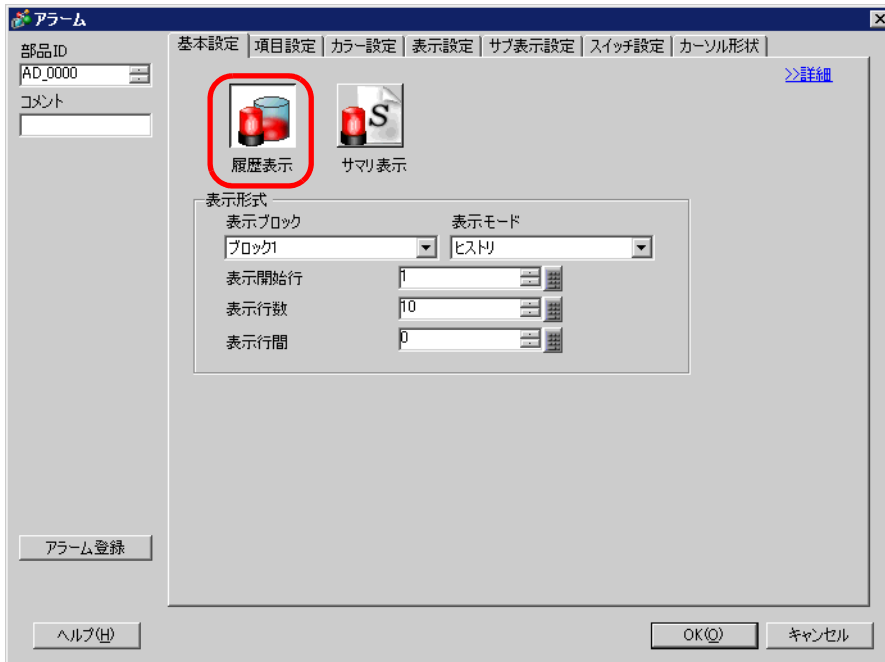 アラーム
部品ID
AD_0000
コメント
アラーム登録
ヘルプ(H)
基本設定 項目設定 カラー設定 表示設定 サブ表示設定 スイッチ設定 カーソル形状
>>詳細
S
履歴表示 サマリ表示
表示形式
表示ブロック 表示モード
ブロック1 ヒストリ
表示開始行 1
表示行数 10
表示行間 0
OK(O) キャンセル